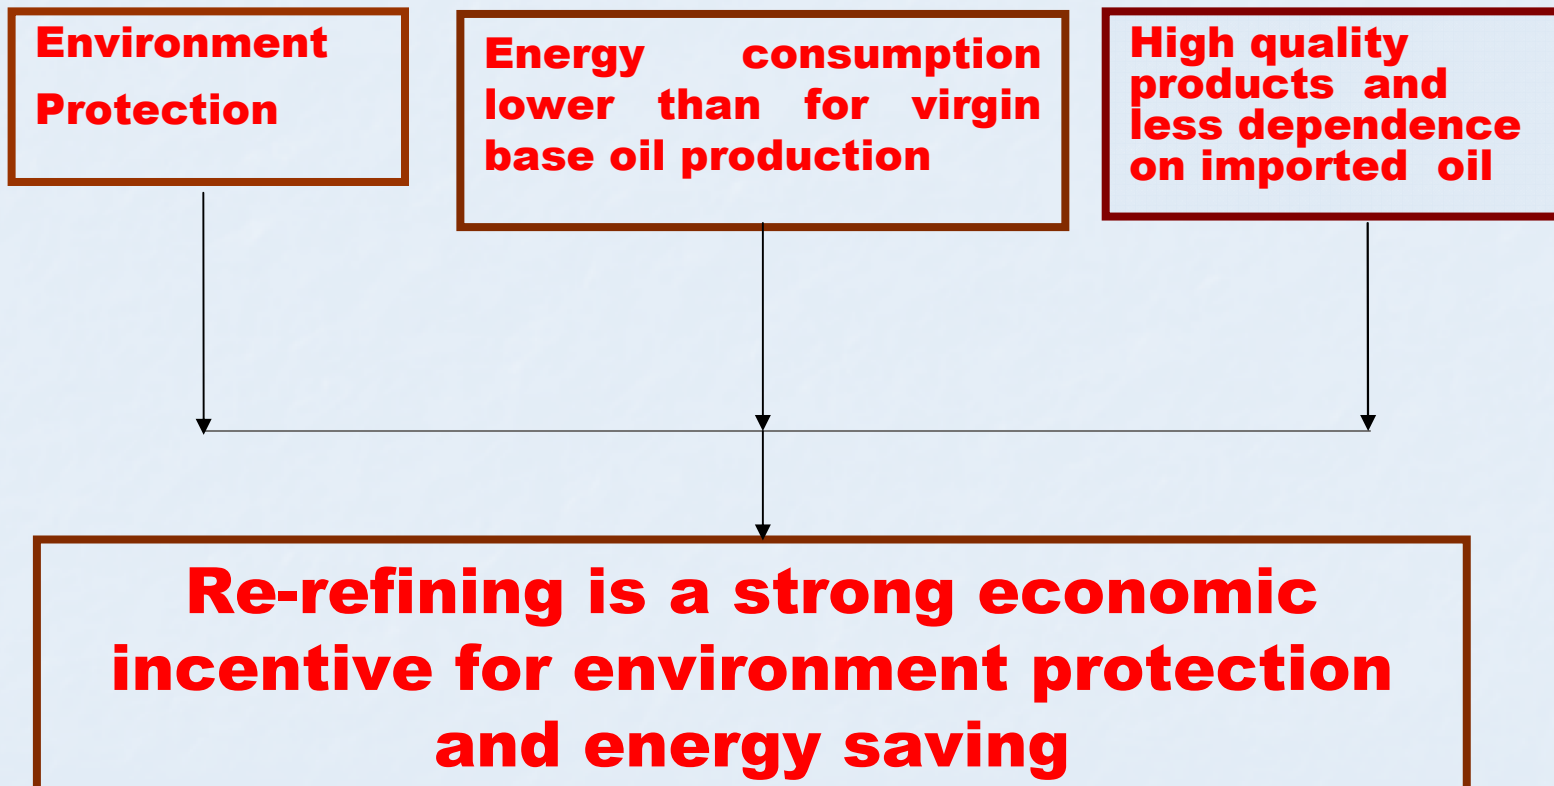 Environment
Protection
Energy consumption
lower than for virgin
base oil production
High quality
products and
less dependence
on imported oil
Re-refining is a strong economic
incentive for environment protection
and energy saving